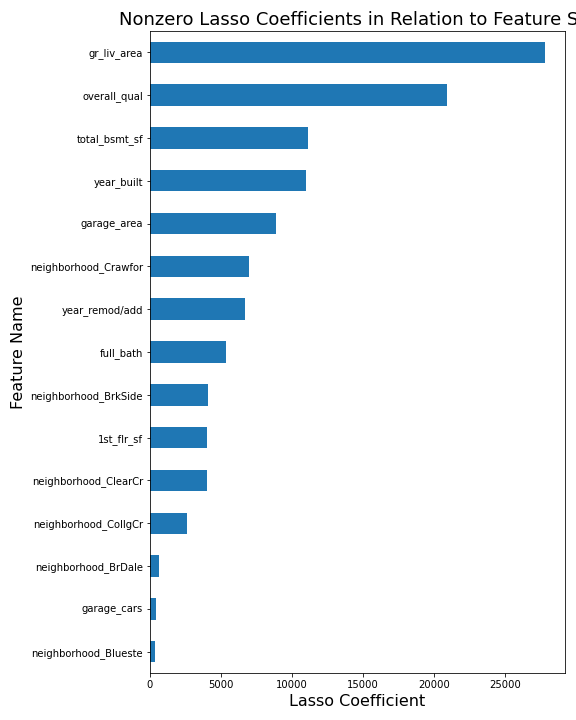 Nonzero Lasso Coefficients in Relation to Feature S
gr_liv_area
overall_qual
total_bsmt_sf
year_built
garage_area
neighborhood_Crawfor
year_remod/add
full_bath
neighborhood_BrkSide
1st_flr_sf
neighborhood_ClearCr
neighborhood_CollgCr
neighborhood_BrDale
garage_cars
neighborhood_Blueste
Feature Name
0 5000 10000 15000 20000 25000
Lasso Coefficient